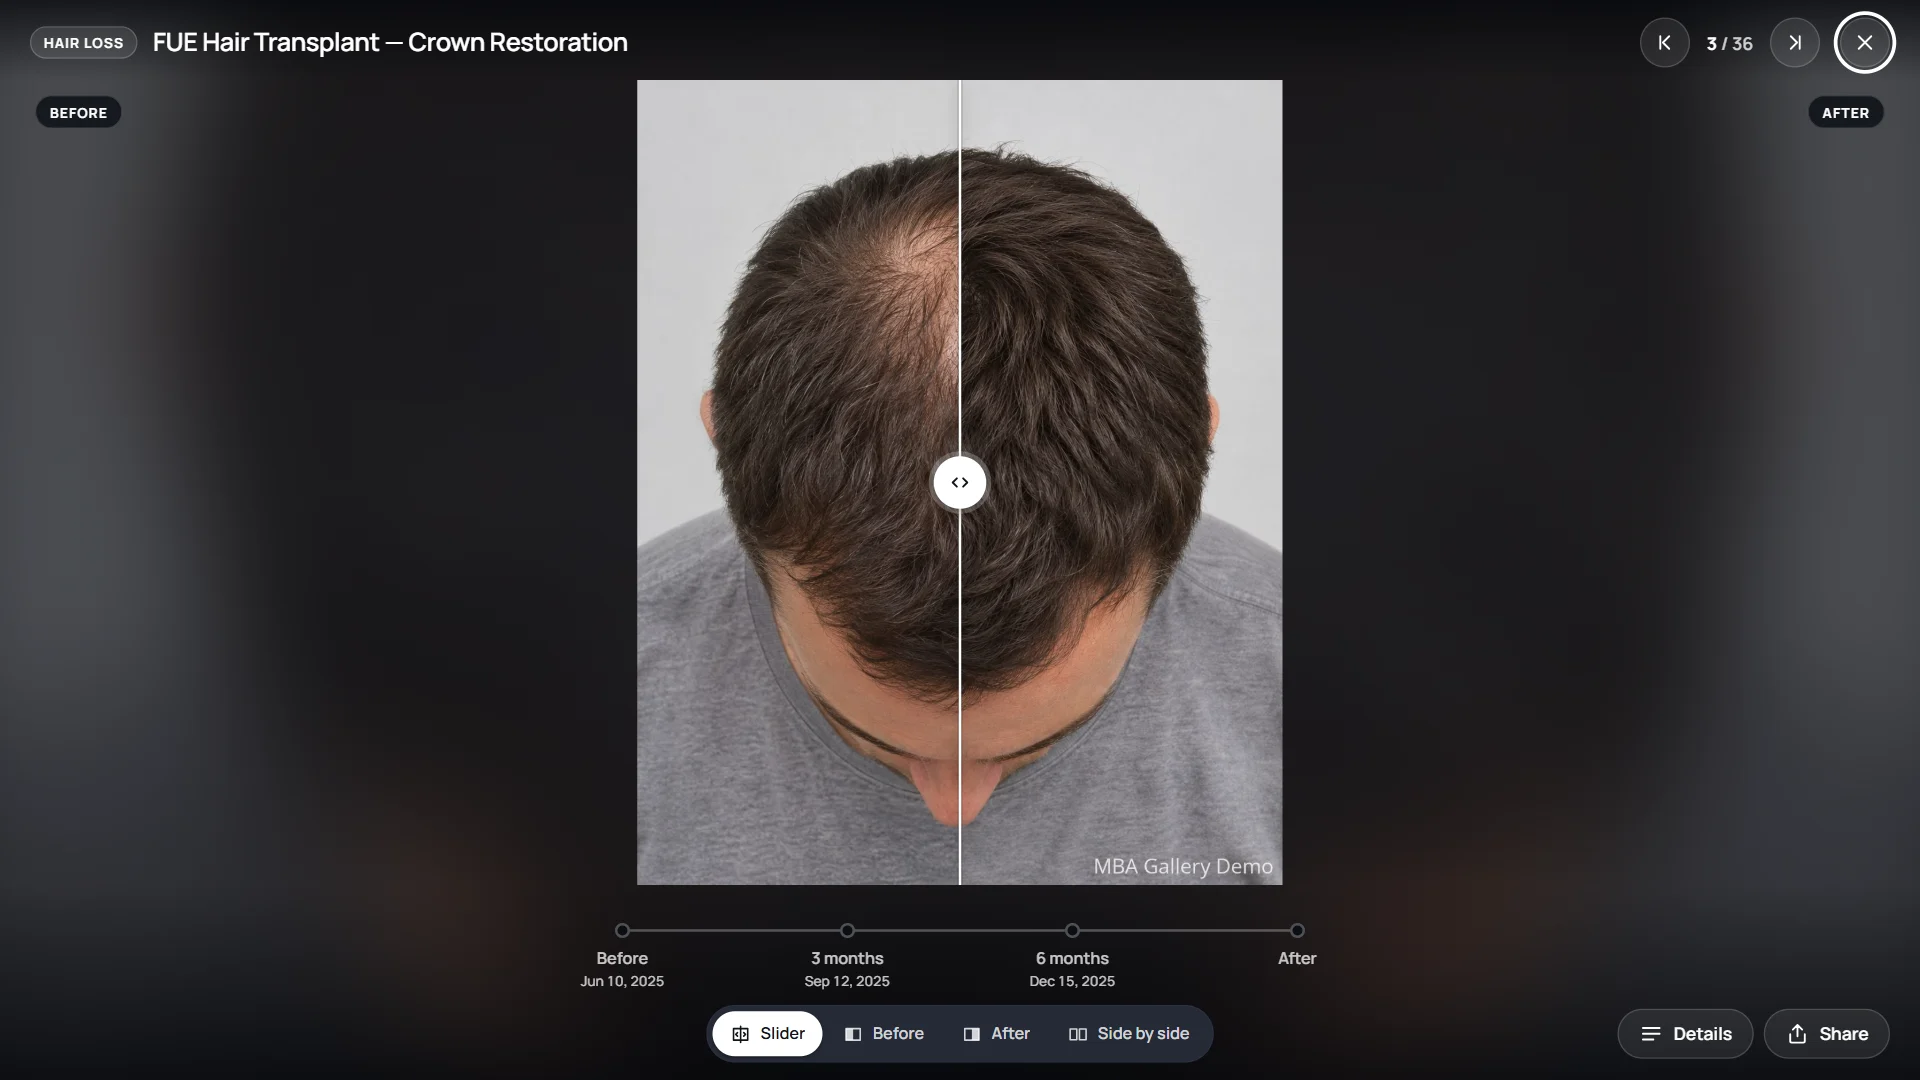 HAIR LOSS
FUE Hair Transplant — Crown Restoration
3 / 36
BEFORE
AFTER
MBA Gallery Demo
Before
Jun 10, 2025
3 months
Sep 12, 2025
6 months
Dec 15, 2025
After
Slider
Before
After
Side by side
Details
Share